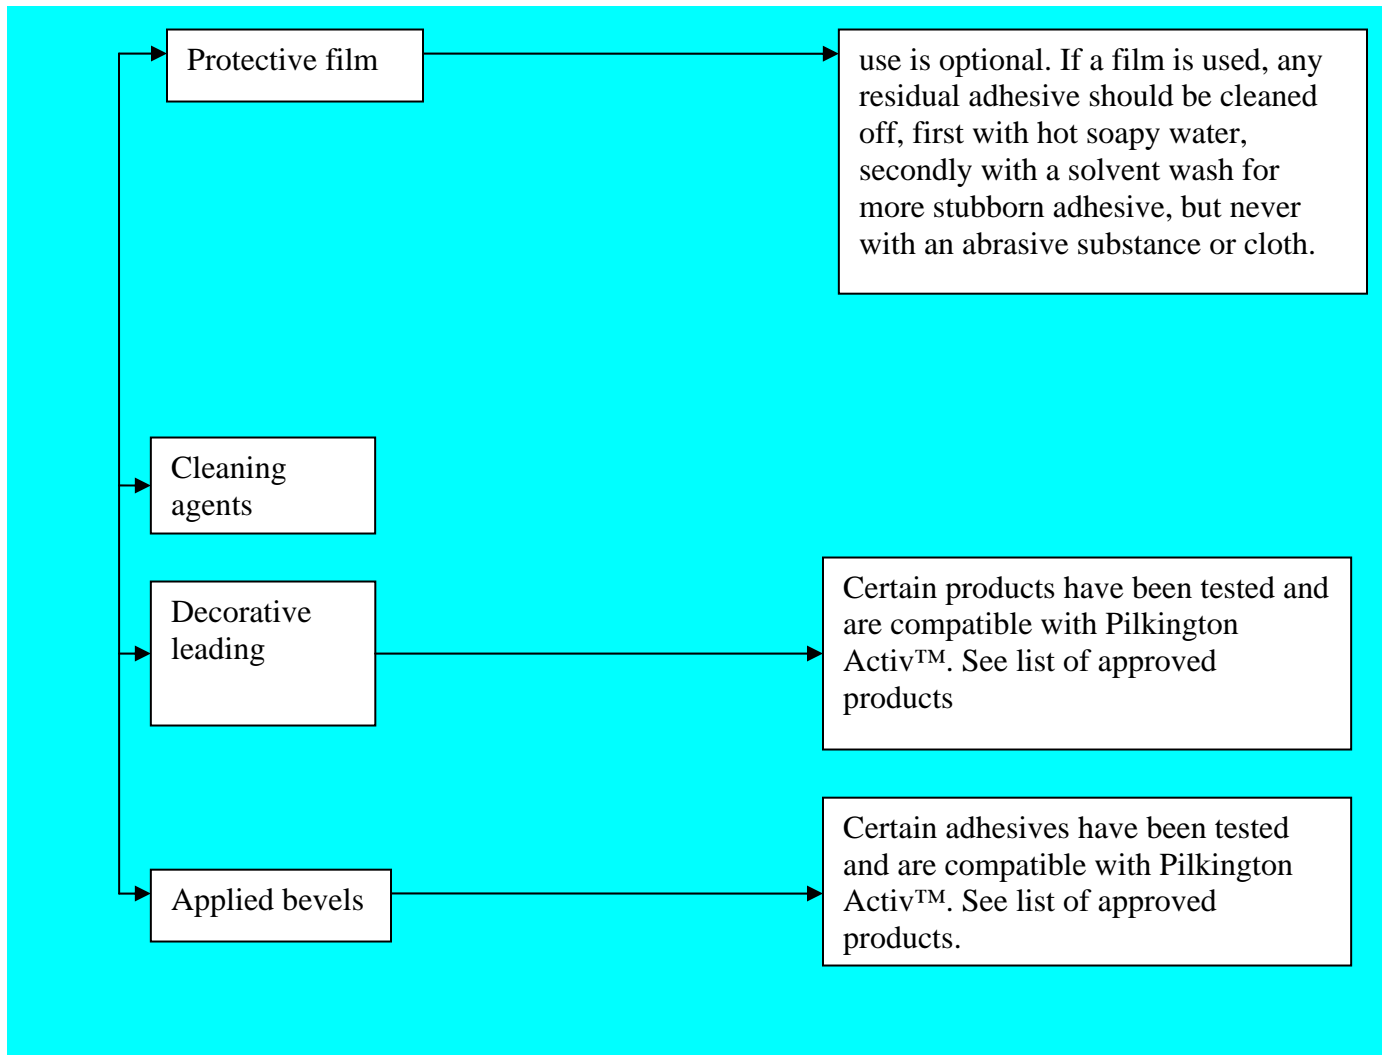 Protective film
use is optional. If a film is used, any
residual adhesive should be cleaned
off, first with hot soapy water,
secondly with a solvent wash for
more stubborn adhesive, but never
with an abrasive substance or cloth.
Cleaning
agents
Decorative
leading
Certain products have been tested and
are compatible with Pilkington
Activ™. See list of approved
products
Applied bevels
Certain adhesives have been tested
and are compatible with Pilkington
Activ™. See list of approved
products.